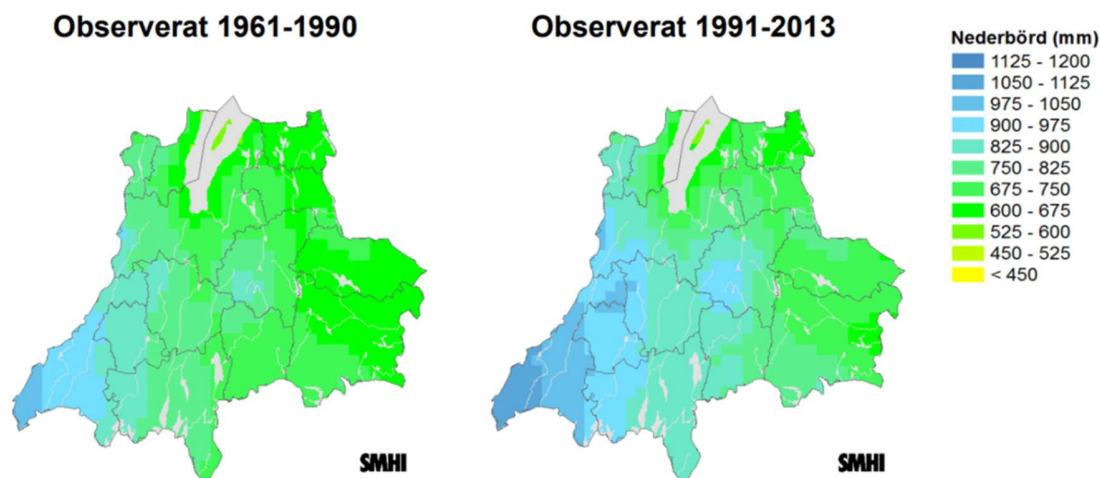 Observerat 1961-1990
Observerat 1991-2013
Nederbörd (mm)
1125 - 1200
1050 - 1125
975 - 1050
900 - 975
825 - 900
750 - 825
675 - 750
600 - 675
525 - 600
450 - 525
< 450
SMHI
SMHI